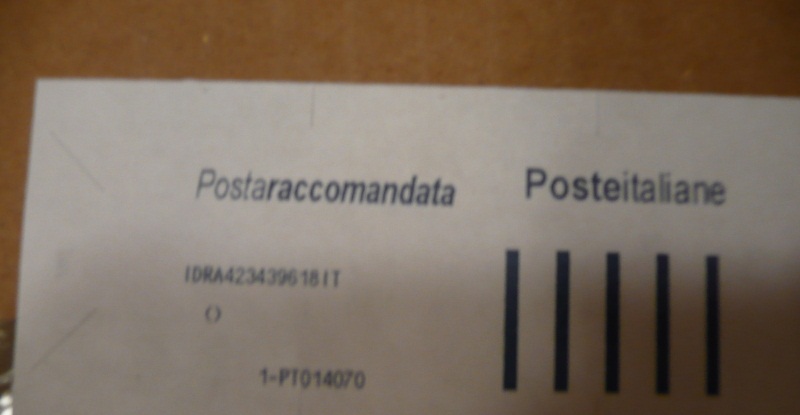 Postaraccomandata
Posteitaliane
IDRA423439618IT
()
1-PT014070